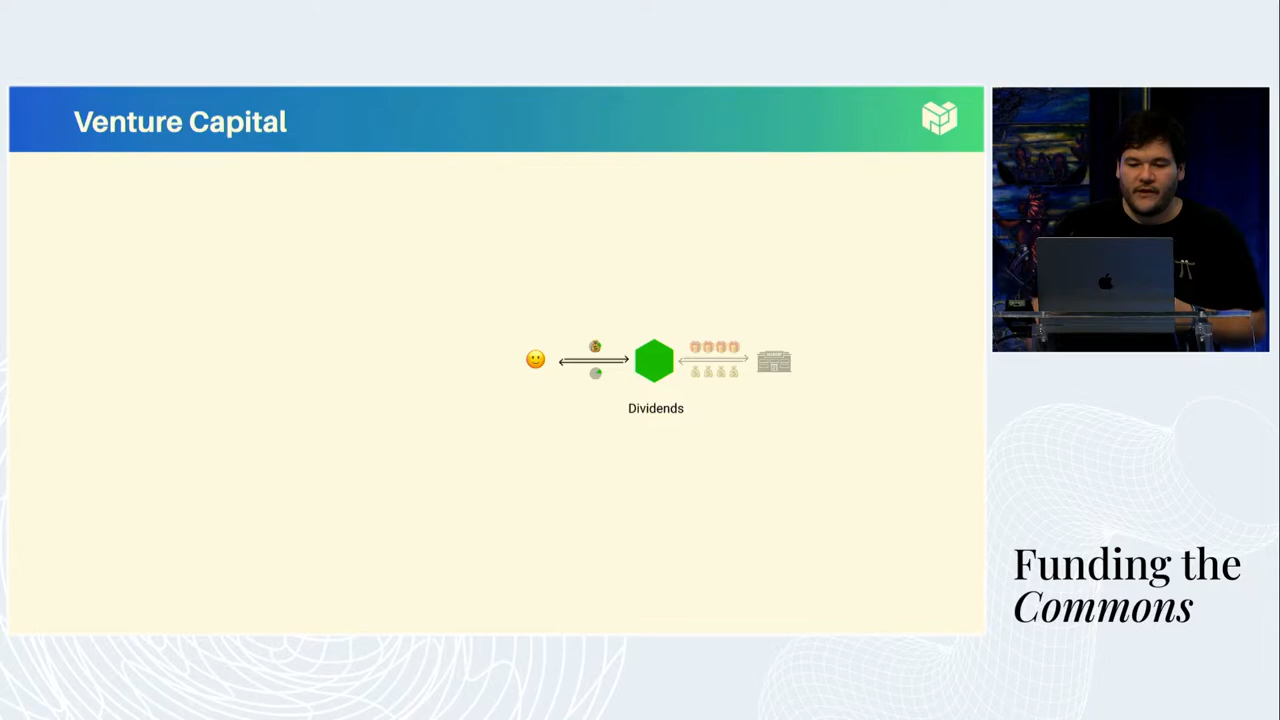 Venture Capital
Dividends
Funding the
Commons